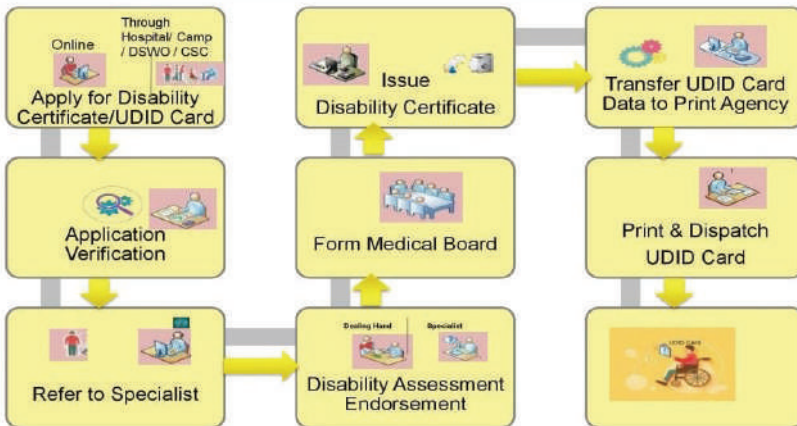 Online
Through
Hospital/ Camp
/ DSWO / CSC
Apply for Disability
Certificate/UDID Card
Application
Verification
Refer to Specialist
Dealing Hand
Specialist
Disability Assessment
Endorsement
Form Medical Board
Issue
Disability Certificate
Transfer UDID Card
Data to Print Agency
Print & Dispatch
UDID Card
UDID CARD